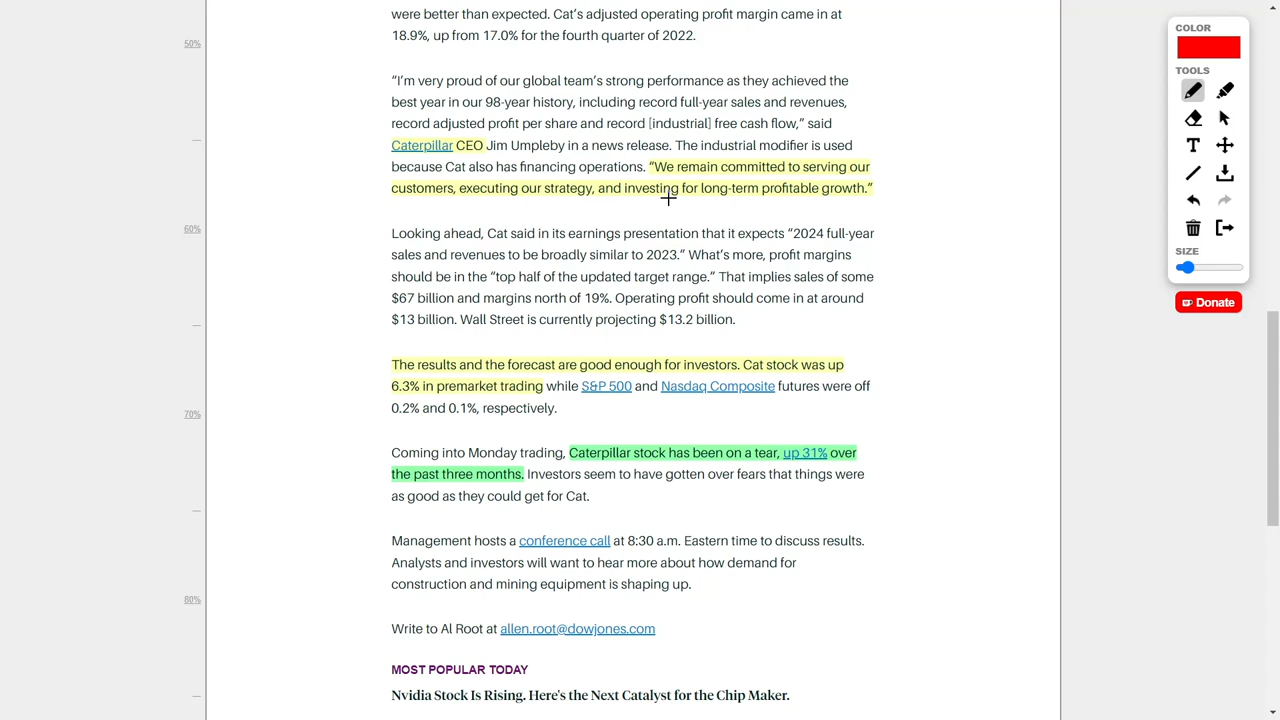 were better than expected. Cat's adjusted operating profit margin came in at
18.9%, up from 17.0% for the fourth quarter of 2022.
“I'm very proud of our global team's strong performance as they achieved the
best year in our 98-year history, including record full-year sales and revenues,
record adjusted profit per share and record [industrial] free cash flow,” said
Caterpillar CEO Jim Umpleby in a news release. The industrial modifier is used
because Cat also has financing operations. “We remain committed to serving our
customers, executing our strategy, and investing for long-term profitable growth.”
Looking ahead, Cat said in its earnings presentation that it expects “2024 full-year
sales and revenues to be broadly similar to 2023.” What's more, profit margins
should be in the “top half of the updated target range.” That implies sales of some
$67 billion and margins north of 19%. Operating profit should come in at around
$13 billion. Wall Street is currently projecting $13.2 billion.
The results and the forecast are good enough for investors. Cat stock was up
6.3% in premarket trading while S&P 500 and Nasdaq Composite futures were off
0.2% and 0.1%, respectively.
Coming into Monday trading, Caterpillar stock has been on a tear, up 31% over
the past three months. Investors seem to have gotten over fears that things were
as good as they could get for Cat.
Management hosts a conference call at 8:30 a.m. Eastern time to discuss results.
Analysts and investors will want to hear more about how demand for
construction and mining equipment is shaping up.
Write to Al Root at allen.root@dowjones.com
MOST POPULAR TODAY
Nvidia Stock Is Rising. Here's the Next Catalyst for the Chip Maker.
50%
60%
70%
80%
COLOR
TOOLS
T
SIZE
Donate